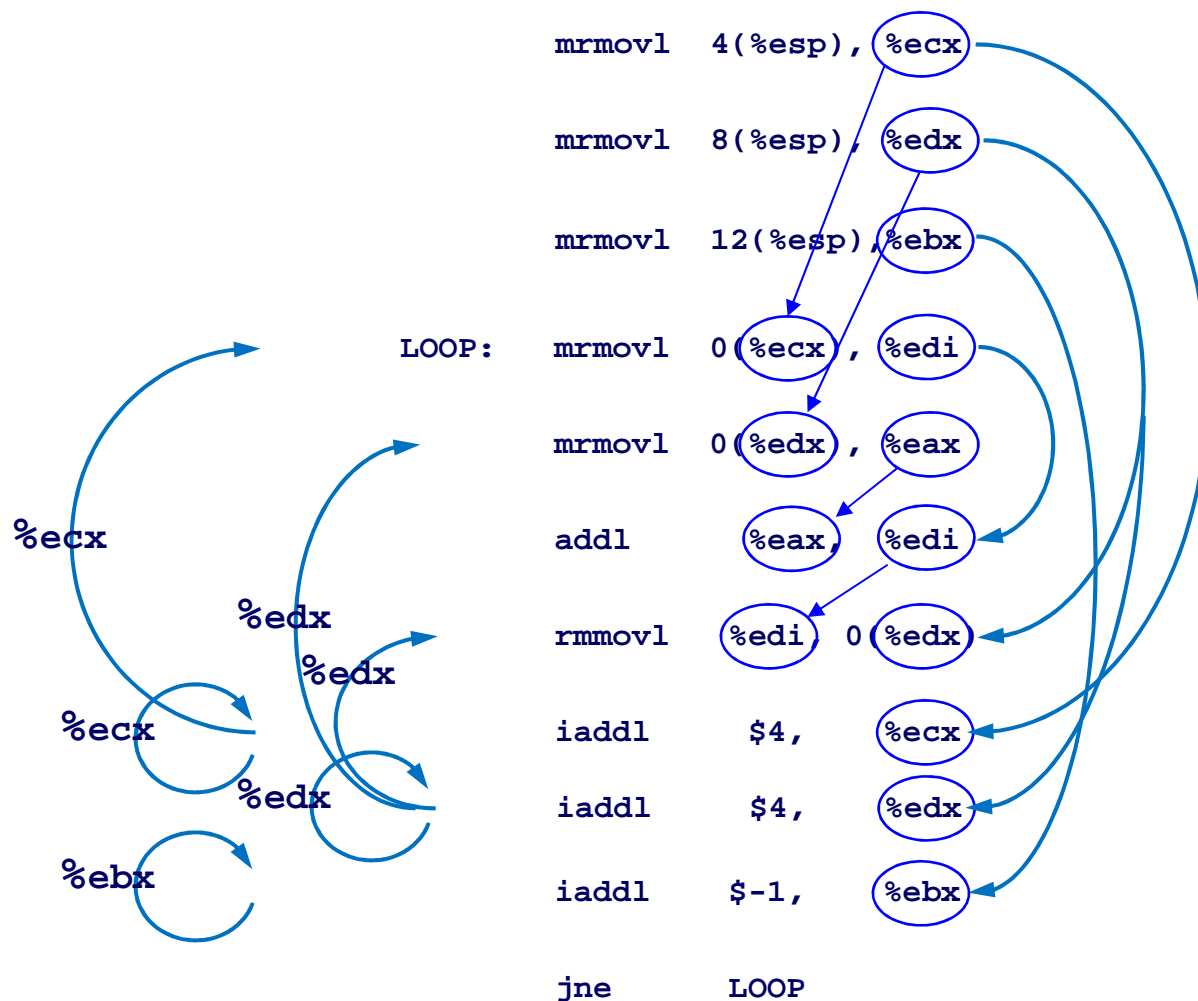 mrmovl 4(%esp), %ecx
mrmovl 8(%esp), %edx
mrmovl 12(%esp),%ebx
LOOP: mrmovl 0(%ecx), %edi
mrmovl 0(%edx), %eax
%ecx addl %eax, %edi
%edx
rmmovl %edi, 0(%edx)
%edx
%ecx iaddl $4, %ecx
%edx iaddl $4, %edx
%ebx iaddl $-1, %ebx
jne LOOP